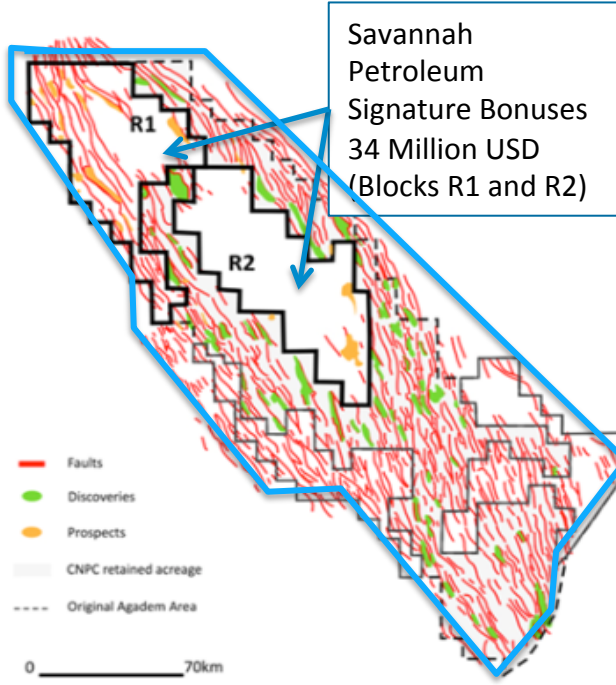 Savannah
Petroleum
Signature Bonuses
34 Million USD
(Blocks R1 and R2)
R1
R2
Faults
Discoveries
Prospects
CNPC retained acreage
Original Agadem Area
0 70km